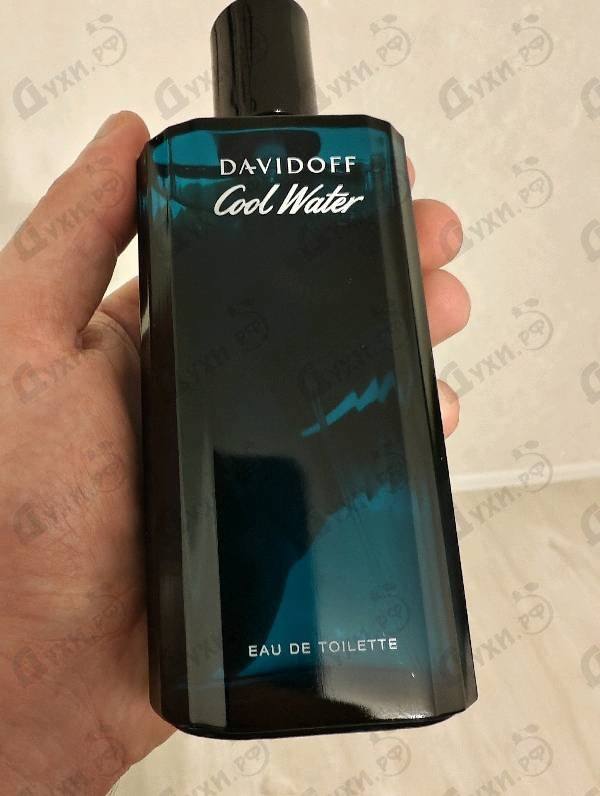 DAVIDOFF
Cool Water
EAU DE TOILETTE
Духи.рф